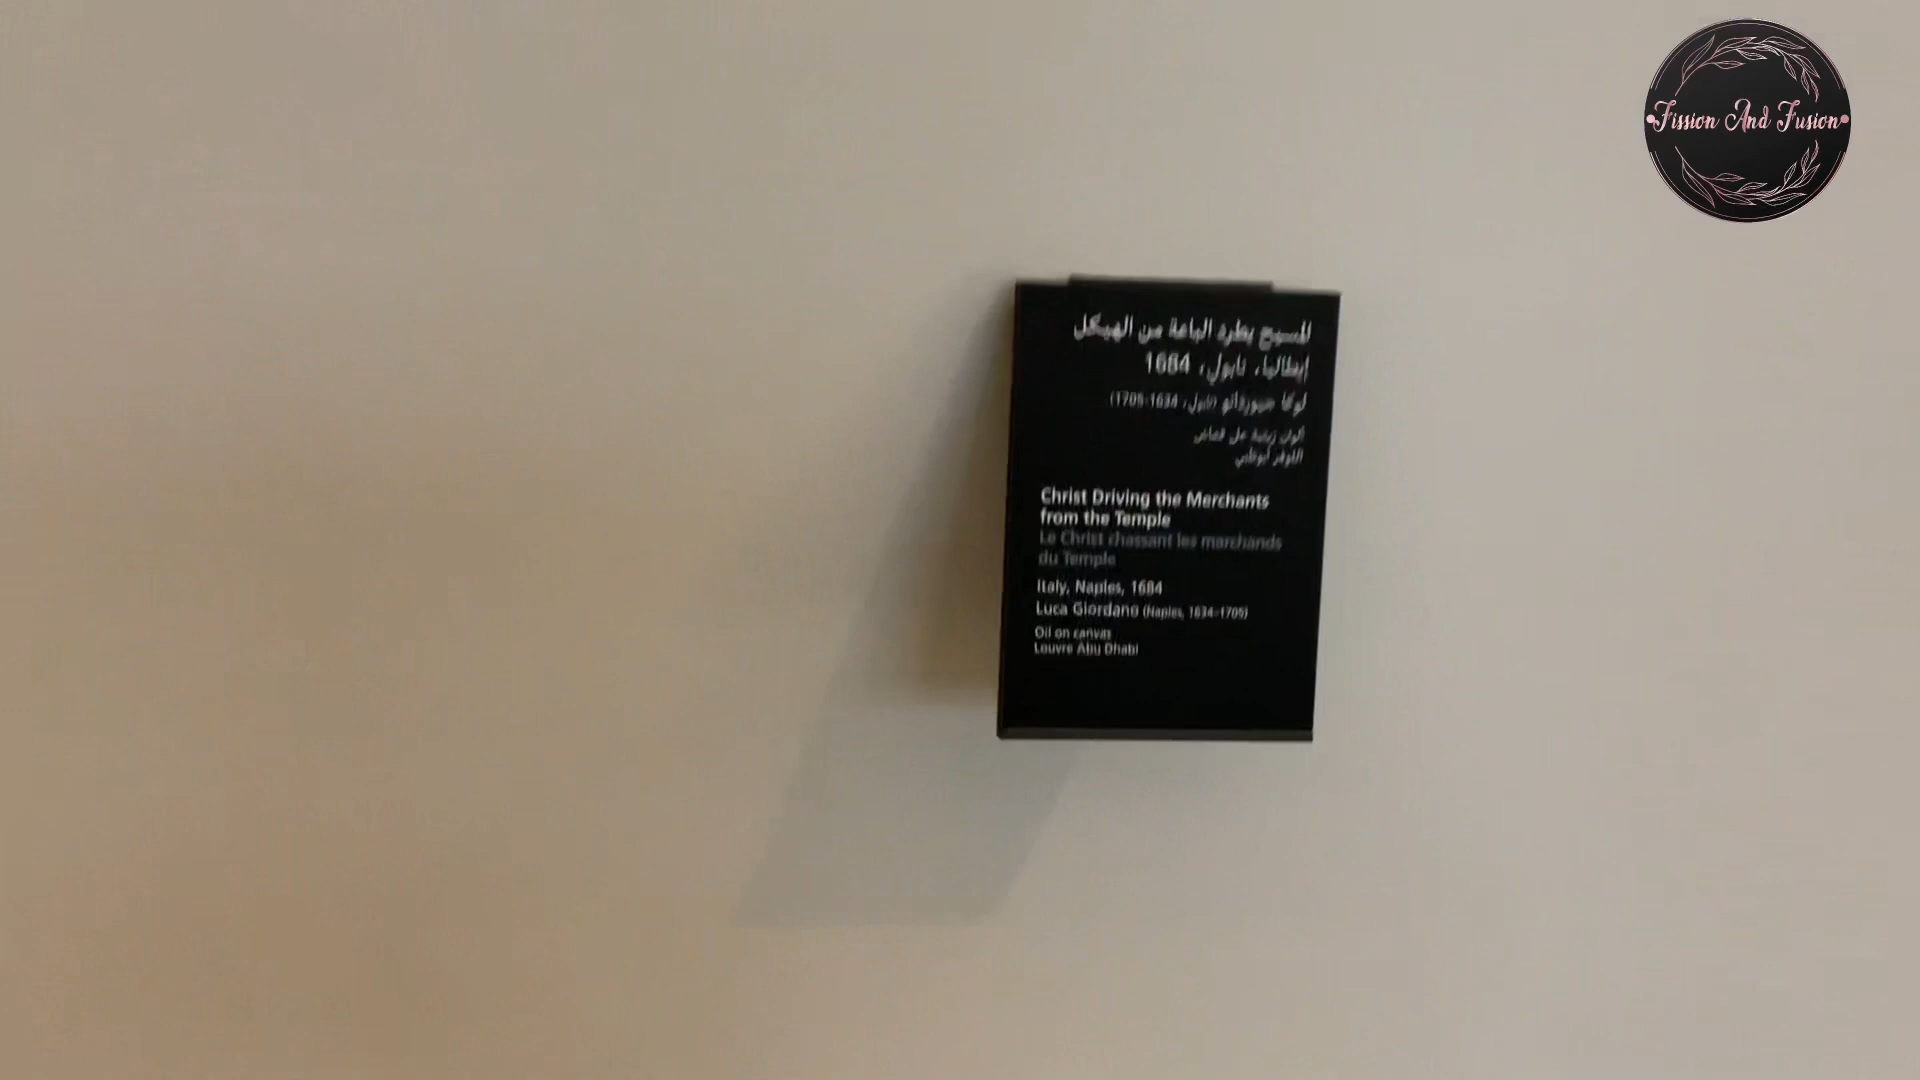 المسيح يطرد الباعة من الهيكل
إيطاليا، نابولي، 1684
لوكا جيوردانو (نابولي، 1634-1705)
ألوان زيتية على قماش
اللوفر أبوظبي
Christ Driving the Merchants
from the Temple
Le Christ chassant les marchands
du Temple
Italy, Naples, 1684
Luca Giordano (Naples, 1634–1705)
Oil on canvas
Louvre Abu Dhabi
Fission And Fusion